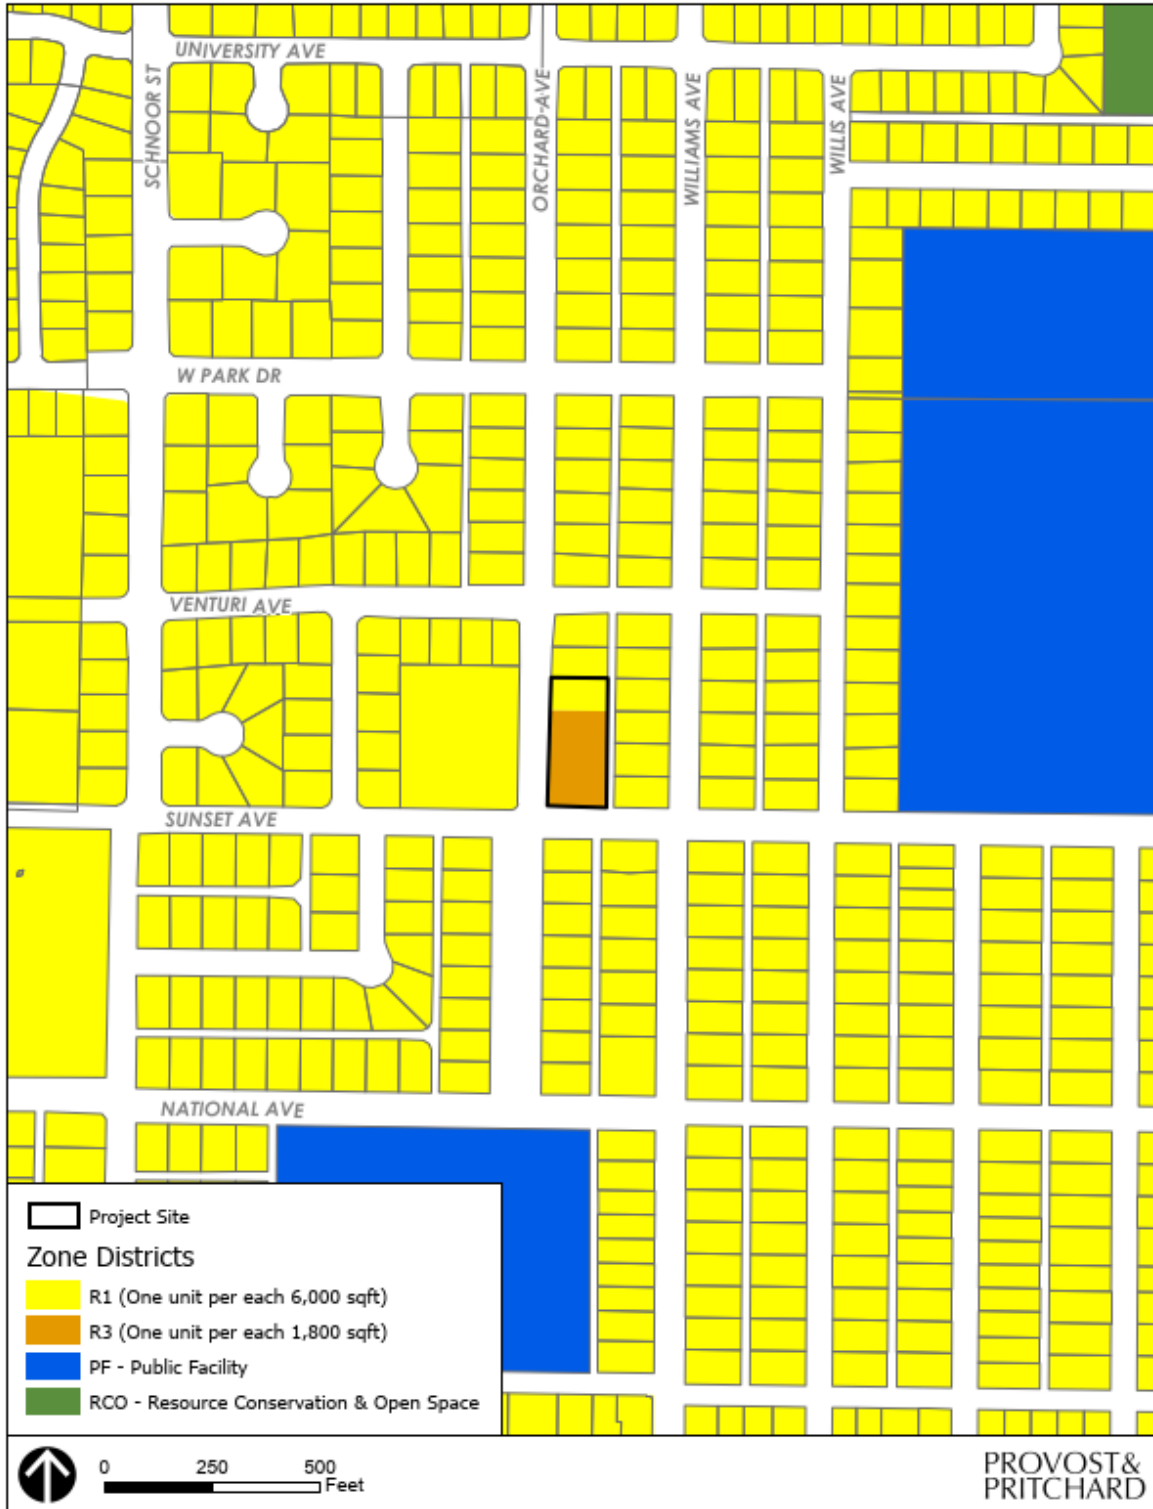 UNIVERSITY AVE
SCHNOOR ST
ORCHARD AVE
WILLIAMS AVE
WILLIS AVE
W PARK DR
VENTURI AVE
SUNSET AVE
NATIONAL AVE
Project Site
Zone Districts
R1 (One unit per each 6,000 sqft)
R3 (One unit per each 1,800 sqft)
PF - Public Facility
RCO - Resource Conservation & Open Space
0 250 500
Feet
PROVOST&
PRITCHARD